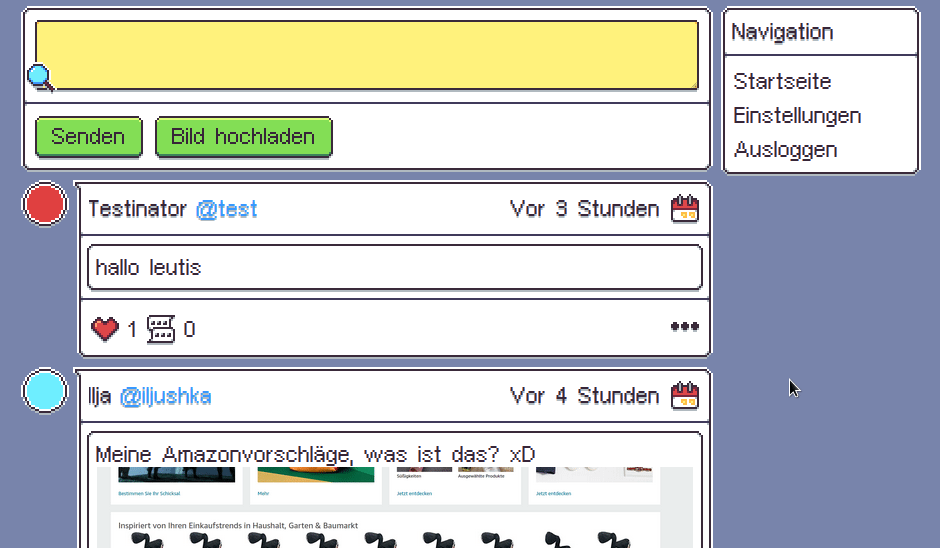 Navigation
Startseite
Einstellungen
Ausloggen
Senden
Bild hochladen
Testinator @test
Vor 3 Stunden
hallo leutis
1
0
Ilja @iljushka
Vor 4 Stunden
Meine Amazonvorschläge, was ist das? xD
Süßigkeiten
Ausgewählte Produkte
Bestimmen Sie Ihr Schicksal
Mehr
Jetzt entdecken
Jetzt entdecken
Inspiriert von Ihren Einkaufstrends in Haushalt, Garten & Baumarkt